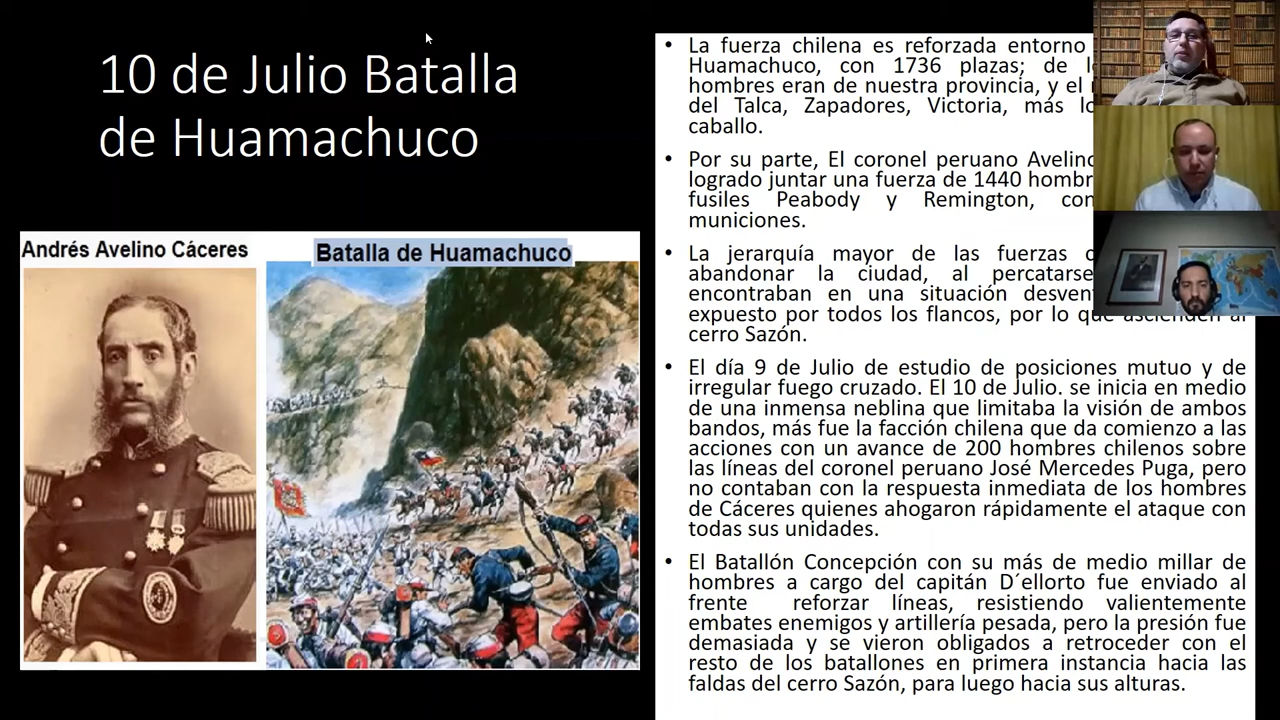 10 de Julio Batalla
de Huamachuco
Andrés Avelino Cáceres
Batalla de Huamachuco
• La fuerza chilena es reforzada entorno
Huamachuco, con 1736 plazas; de
hombres eran de nuestra provincia, y el
del Talca, Zapadores, Victoria, más
caballo.
• Por su parte, El coronel peruano Avelino
logrado juntar una fuerza de 1440
fusiles Peabody y Remington,
municiones.
• La jerarquía mayor de las fuerzas
abandonar la ciudad, al percatarse
encontraban en una situación
expuesto por todos los flancos, por lo que ascienden al
cerro Sazón.
• El día 9 de Julio de estudio de posiciones mutuo y de
irregular fuego cruzado. El 10 de Julio. se inicia en medio
de una inmensa neblina que limitaba la visión de ambos
bandos, más fue la facción chilena que da comienzo a las
acciones con un avance de 200 hombres chilenos sobre
las líneas del coronel peruano José Mercedes Puga, pero
no contaban con la respuesta inmediata de los hombres
de Cáceres quienes ahogaron rápidamente el ataque con
todas sus unidades.
• El Batallón Concepción con su más de medio millar de
hombres a cargo del capitán D´ellorto fue enviado al
frente reforzar líneas, resistiendo valientemente
embates enemigos y artillería pesada, pero la presión fue
demasiada y se vieron obligados a retroceder con el
resto de los batallones en primera instancia hacia las
faldas del cerro Sazón, para luego hacia sus alturas.